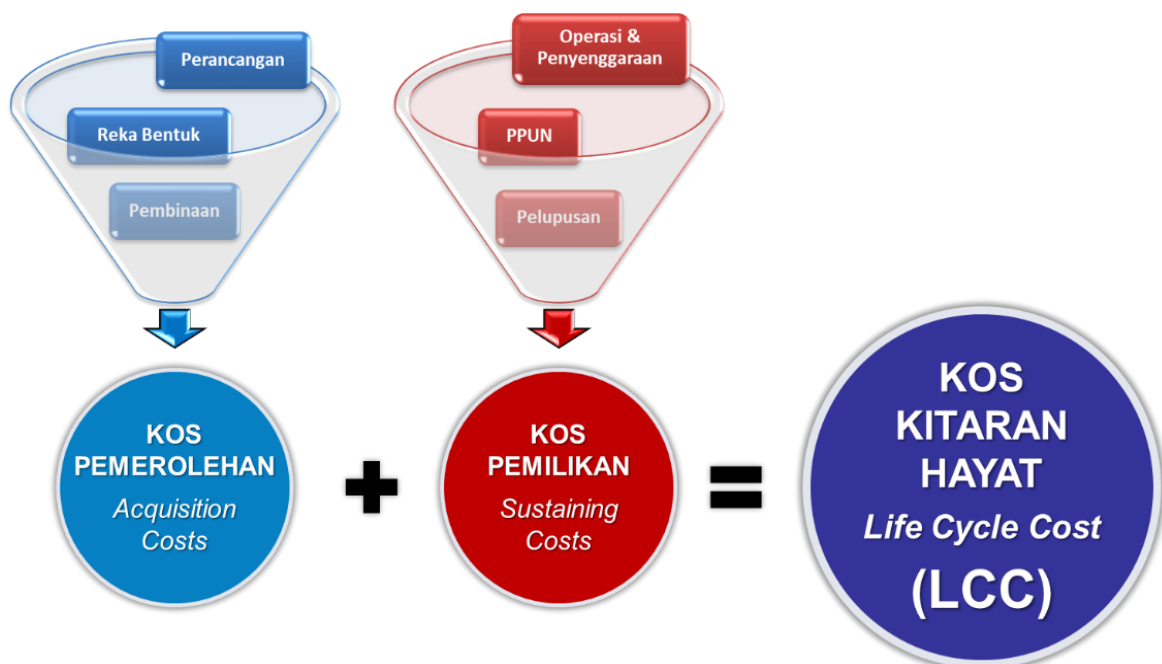 Perancangan
Reka Bentuk
Pembinaan
Operasi &
Penyenggaraan
PPUN
Pelupusan
KOS
PEMEROLEHAN
Acquisition
Costs
+
KOS
PEMILIKAN
Sustaining
Costs
=
KOS
KITARAN
HAYAT
Life Cycle Cost
(LCC)